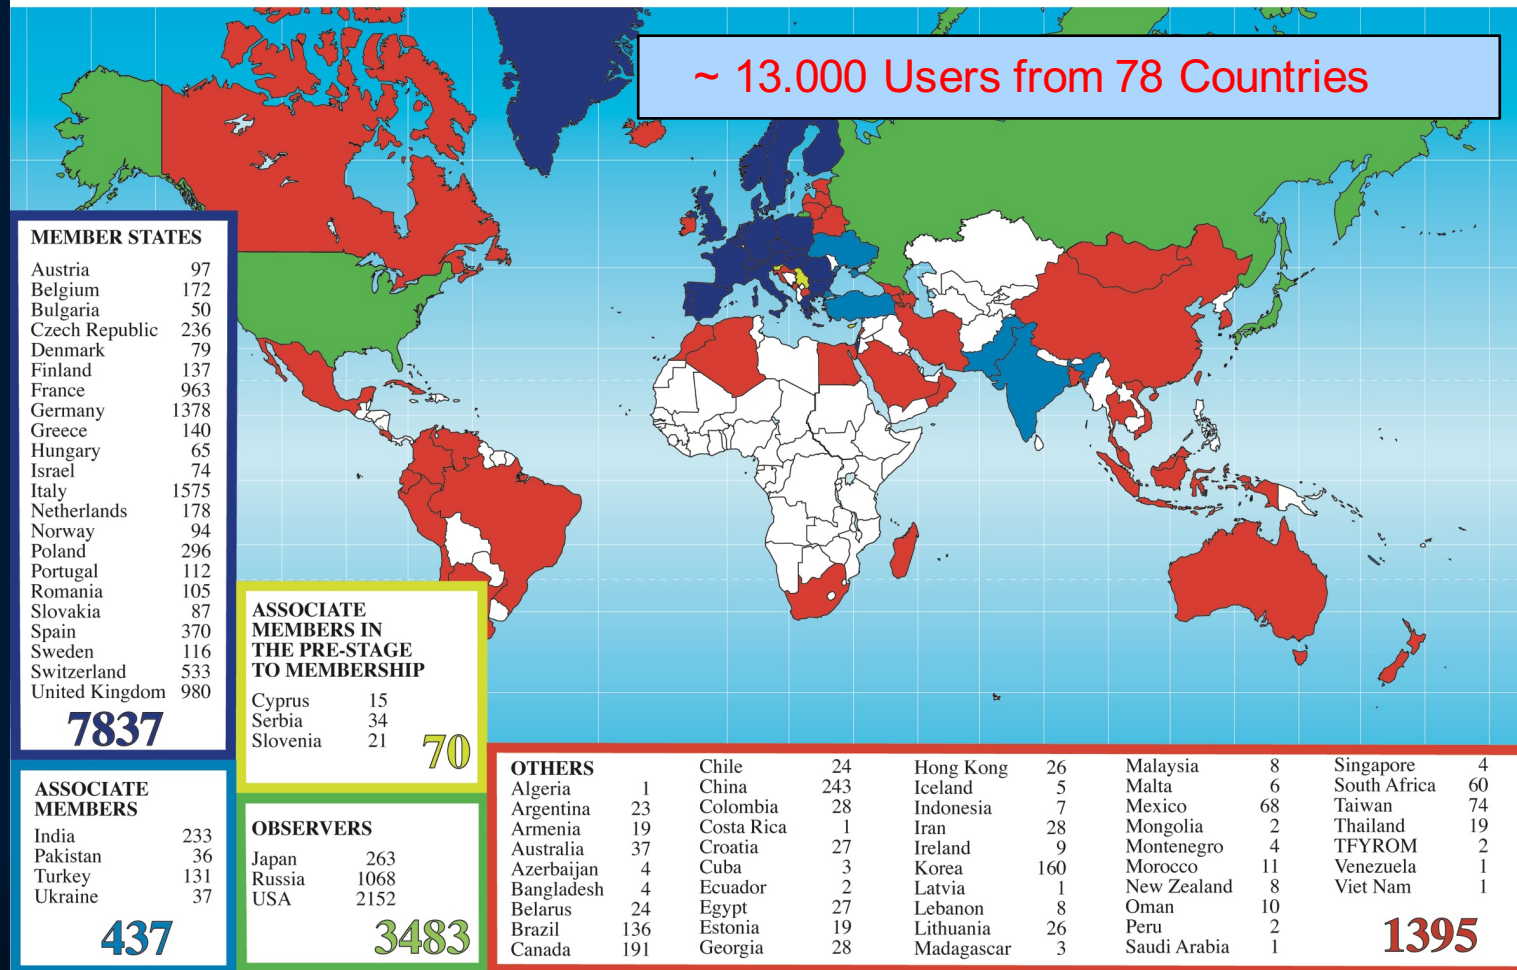 ~ 13.000 Users from 78 Countries
MEMBER STATES
Austria 97
Belgium 172
Bulgaria 50
Czech Republic 236
Denmark 79
Finland 137
France 963
Germany 1378
Greece 140
Hungary 65
Israel 74
Italy 1575
Netherlands 178
Norway 94
Poland 296
Portugal 112
Romania 105
Slovakia 87
Spain 370
Sweden 116
Switzerland 533
United Kingdom 980
7837
ASSOCIATE
MEMBERS
India 233
Pakistan 36
Turkey 131
Ukraine 37
437
ASSOCIATE
MEMBERS IN
THE PRE-STAGE
TO MEMBERSHIP
Cyprus 15
Serbia 34
Slovenia 21
70
OBSERVERS
Japan 263
Russia 1068
USA 2152
3483
OTHERS
Algeria 1
Argentina 23
Armenia 19
Australia 37
Azerbaijan 4
Bangladesh 4
Belarus 24
Brazil 136
Canada 191
Chile 24
China 243
Colombia 28
Costa Rica 1
Croatia 27
Cuba 3
Ecuador 2
Egypt 27
Estonia 19
Georgia 28
Hong Kong 26
Iceland 5
Indonesia 7
Iran 28
Ireland 9
Korea 160
Latvia 1
Lebanon 8
Lithuania 26
Madagascar 3
Malaysia 8
Malta 6
Mexico 68
Mongolia 2
Montenegro 4
Morocco 11
New Zealand 8
Oman 10
Peru 2
Saudi Arabia 1
Singapore 4
South Africa 60
Taiwan 74
Thailand 19
TFYROM 2
Venezuela 1
Viet Nam 1
1395